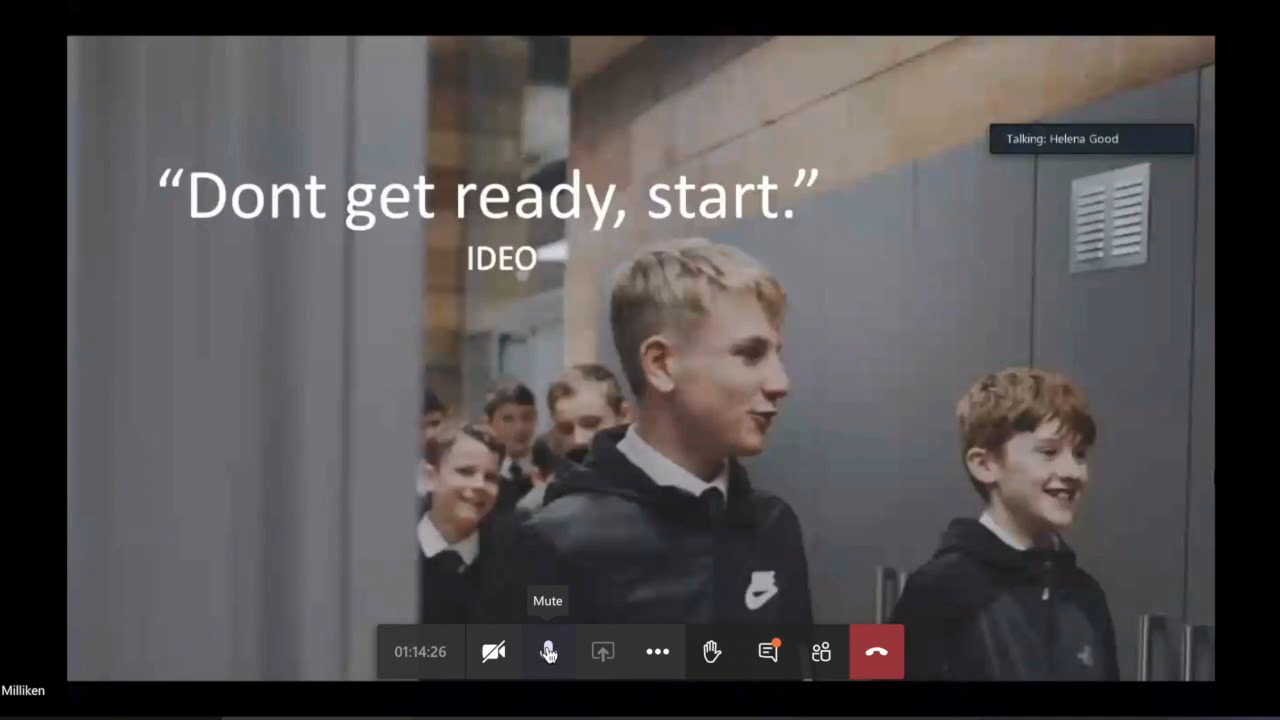 “Dont get ready, start.”
IDEO
Talking: Helena Good
Mute
01:14:26
Milliken